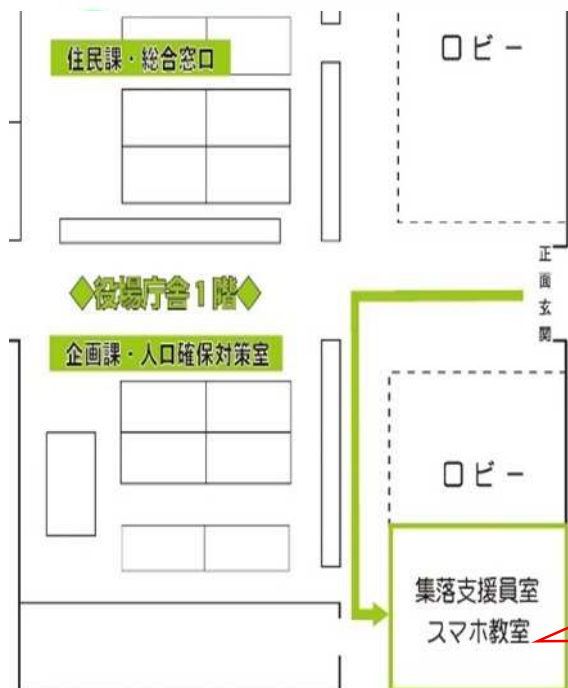 住民課・総合窓口
ロビー
正面玄関
◆役場庁舎1階◆
企画課・人口確保対策室
ロビー
集落支援員室
スマホ教室